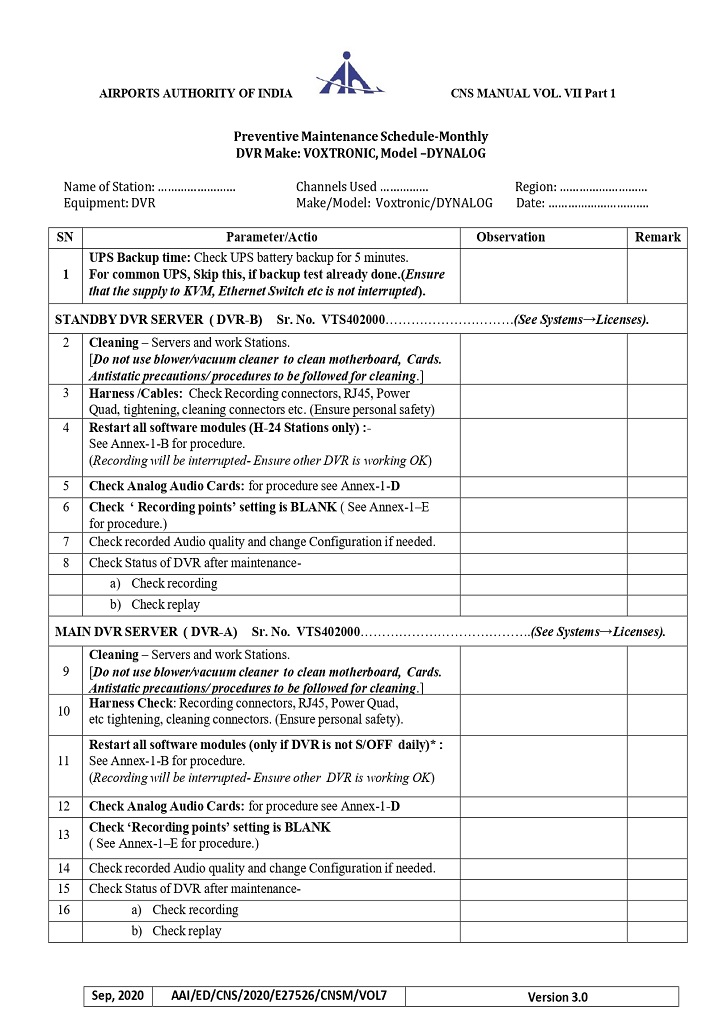 AIRPORTS AUTHORITY OF INDIA CNS MANUAL VOL. VII Part 1
Preventive Maintenance Schedule-Monthly
DVR Make: VOXTRONIC, Model –DYNALOG
Name of Station: …………………… Channels Used …………… Region: ………………………
Equipment: DVR Make/Model: Voxtronic/DYNALOG Date: ………………………….
SN Parameter/Actio Observation Remark
1 UPS Backup time: Check UPS battery backup for 5 minutes.
For common UPS, Skip this, if backup test already done.(Ensure
that the supply to KVM, Ethernet Switch etc is not interrupted).
STANDBY DVR SERVER ( DVR-B) Sr. No. VTS402000…………………………(See Systems→Licenses).
2 Cleaning – Servers and work Stations.
[Do not use blower/vacuum cleaner to clean motherboard, Cards.
Antistatic precautions/ procedures to be followed for cleaning.]
3 Harness /Cables: Check Recording connectors, RJ45, Power
Quad, tightening, cleaning connectors etc. (Ensure personal safety)
4 Restart all software modules (H-24 Stations only) :-
See Annex-1-B for procedure.
(Recording will be interrupted- Ensure other DVR is working OK)
5 Check Analog Audio Cards: for procedure see Annex-1-D
6 Check ‘ Recording points’ setting is BLANK ( See Annex-1–E
for procedure.)
7 Check recorded Audio quality and change Configuration if needed.
8 Check Status of DVR after maintenance-
a) Check recording
b) Check replay
MAIN DVR SERVER ( DVR-A) Sr. No. VTS402000………………………………….(See Systems→Licenses).
9 Cleaning – Servers and work Stations.
[Do not use blower/vacuum cleaner to clean motherboard, Cards.
Antistatic precautions/ procedures to be followed for cleaning.]
10 Harness Check: Recording connectors, RJ45, Power Quad,
etc tightening, cleaning connectors. (Ensure personal safety).
11 Restart all software modules (only if DVR is not S/OFF daily)* :
See Annex-1-B for procedure.
(Recording will be interrupted- Ensure other DVR is working OK)
12 Check Analog Audio Cards: for procedure see Annex-1-D
13 Check ‘Recording points’ setting is BLANK
( See Annex-1–E for procedure.)
14 Check recorded Audio quality and change Configuration if needed.
15 Check Status of DVR after maintenance-
16 a) Check recording
b) Check replay
Sep, 2020 AAI/ED/CNS/2020/E27526/CNSM/VOL7 Version 3.0